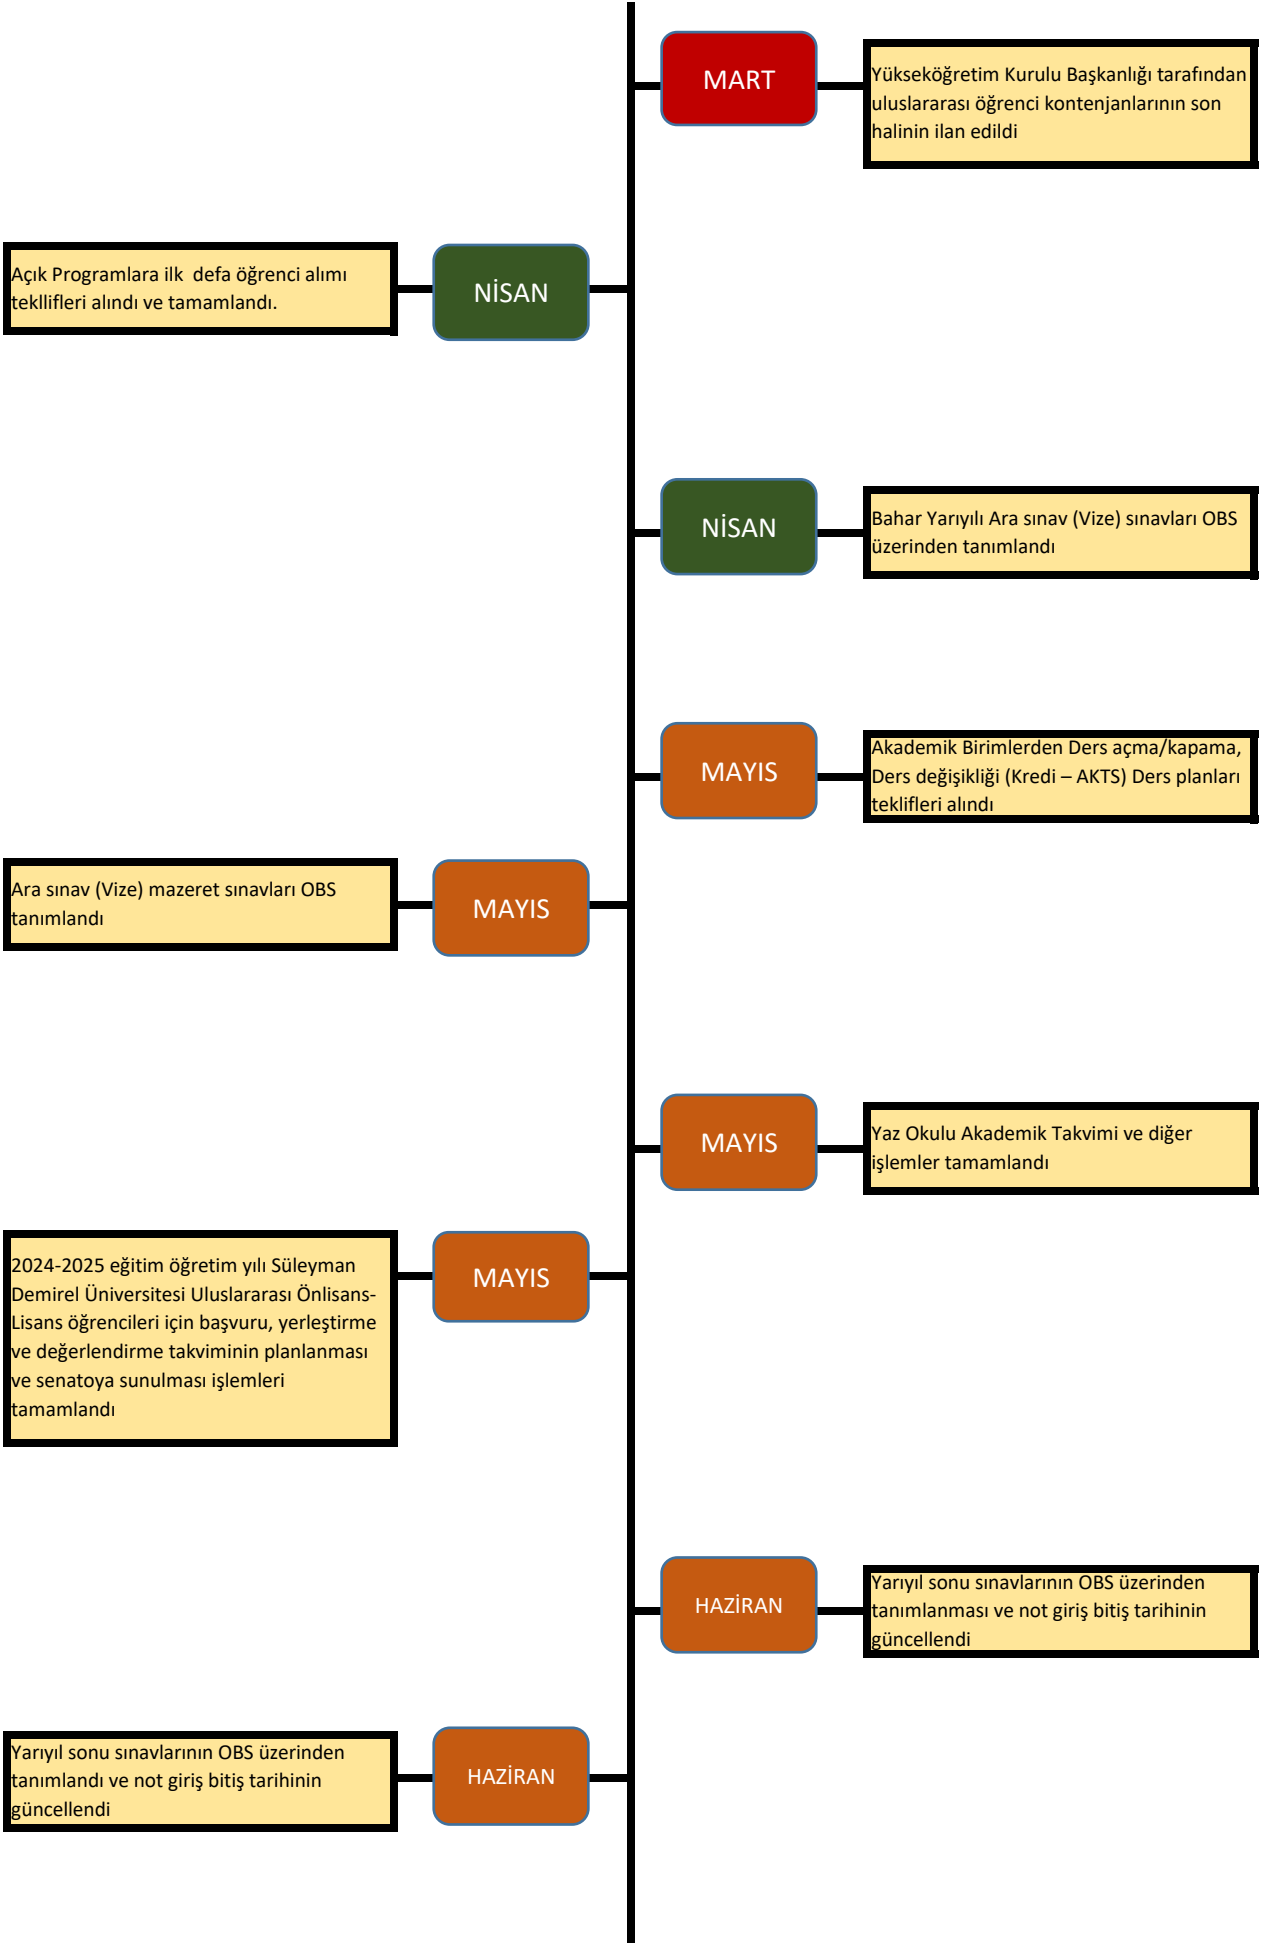 MART
Yükseköğretim Kurulu Başkanlığı tarafından
uluslararası öğrenci kontenjanlarının son
halinin ilan edildi
Açık Programlara ilk  defa öğrenci alımı
tekllifleri alındı ve tamamlandı.
NİSAN
NİSAN
Bahar Yarıyılı Ara sınav (Vize) sınavları OBS
üzerinden tanımlandı
MAYIS
Akademik Birimlerden Ders açma/kapama,
Ders değişikliği (Kredi – AKTS) Ders planları
teklifleri alındı
Ara sınav (Vize) mazeret sınavları OBS
tanımlandı
MAYIS
MAYIS
Yaz Okulu Akademik Takvimi ve diğer
işlemler tamamlandı
2024-2025 eğitim öğretim yılı Süleyman
Demirel Üniversitesi Uluslararası Önlisans-
Lisans öğrencileri için başvuru, yerleştirme
ve değerlendirme takviminin planlanması
ve senatoya sunulması işlemleri
tamamlandı
MAYIS
HAZİRAN
Yarıyıl sonu sınavlarının OBS üzerinden
tanımlanması ve not giriş bitiş tarihinin
güncellendi
Yarıyıl sonu sınavlarının OBS üzerinden
tanımlandı ve not giriş bitiş tarihinin
güncellendi
HAZİRAN